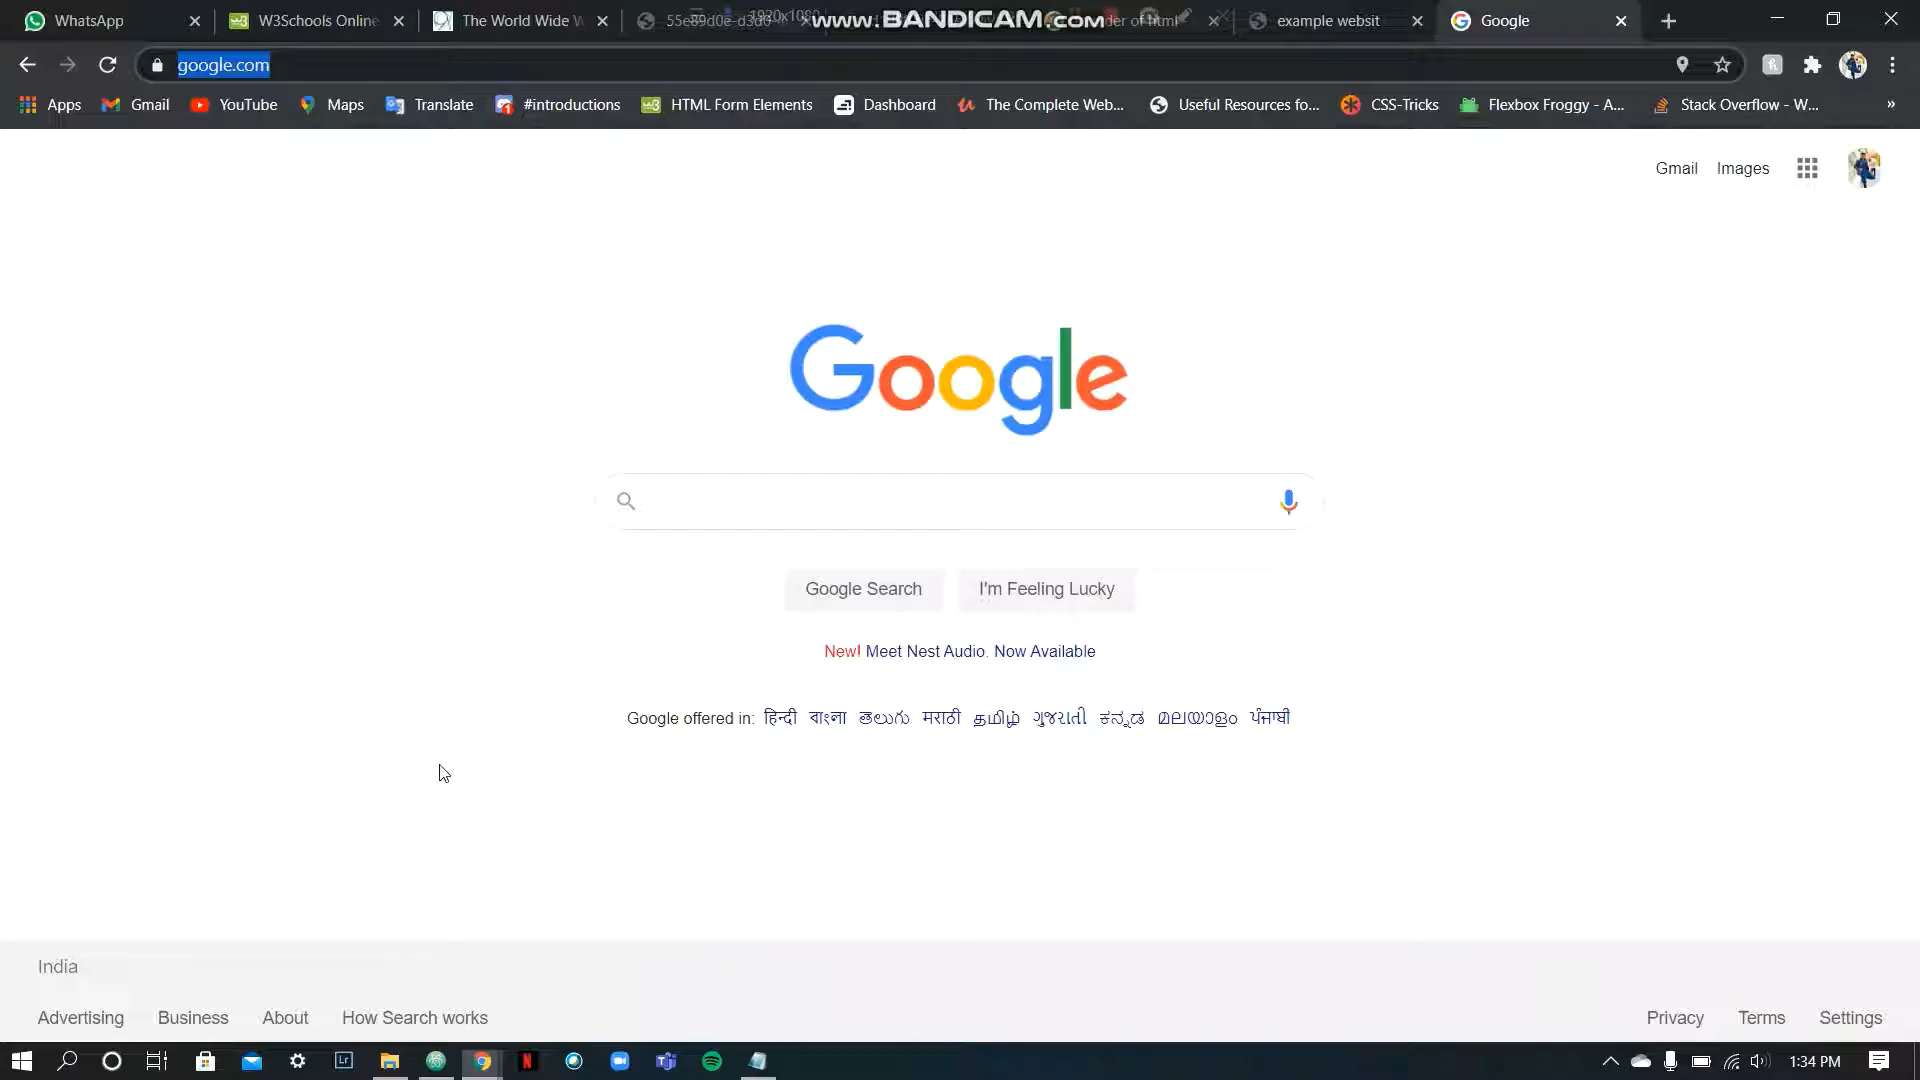 WhatsApp W3Schools Online The World Wide W 55e89d0e-d3d6 1920x1080 www.BANDICAM.com der of html example websit Google
google.com
Apps Gmail YouTube Maps Translate #introductions HTML Form Elements Dashboard The Complete Web... Useful Resources fo... CSS-Tricks Flexbox Froggy - A... Stack Overflow - W... »
Gmail Images
Google
Google Search I'm Feeling Lucky
New! Meet Nest Audio. Now Available
Google offered in: हिन्दी বাংলা తెలుగు मराठी தமிழ் ગુજરાતી ಕನ್ನಡ മലയാളം ਪੰਜਾਬੀ
India
Advertising Business About How Search works Privacy Terms Settings
1:34 PM